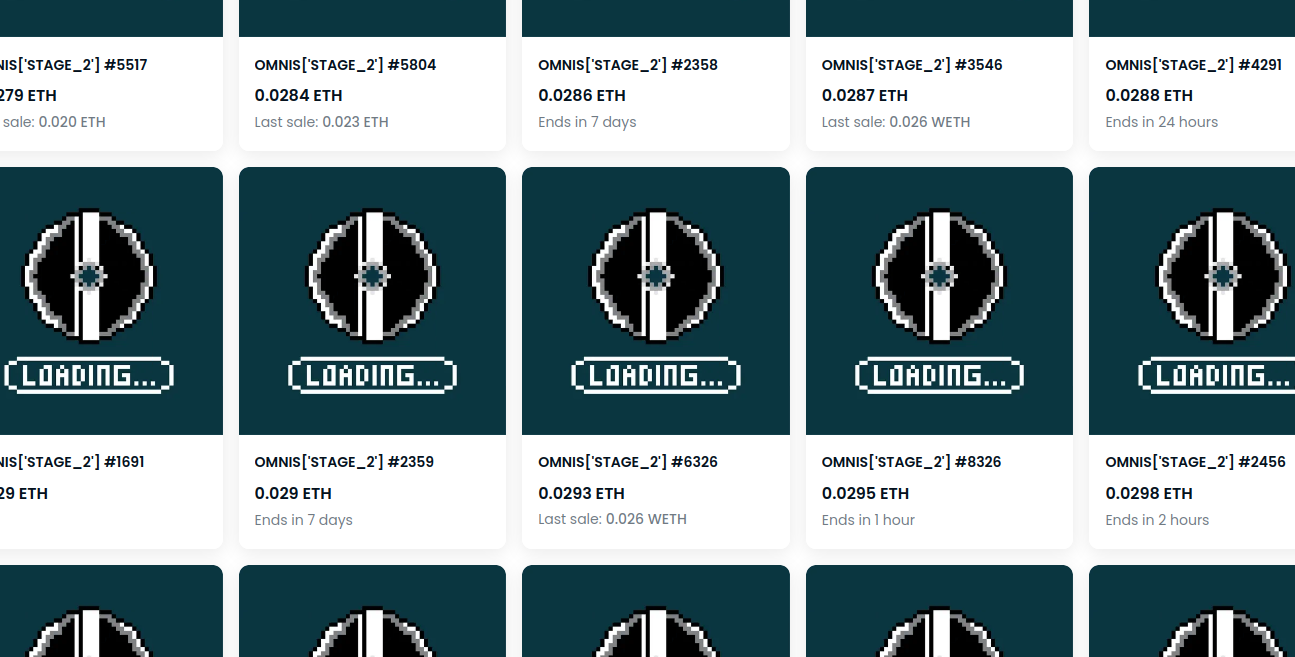 NIS['STAGE_2'] #5517
279 ETH
sale: 0.020 ETH
OMNIS['STAGE_2'] #5804
0.0284 ETH
Last sale: 0.023 ETH
OMNIS['STAGE_2'] #2358
0.0286 ETH
Ends in 7 days
OMNIS['STAGE_2'] #3546
0.0287 ETH
Last sale: 0.026 WETH
OMNIS['STAGE_2'] #4291
0.0288 ETH
Ends in 24 hours
LOADING...
NIS['STAGE_2'] #1691
29 ETH
LOADING...
OMNIS['STAGE_2'] #2359
0.029 ETH
Ends in 7 days
LOADING...
OMNIS['STAGE_2'] #6326
0.0293 ETH
Last sale: 0.026 WETH
LOADING...
OMNIS['STAGE_2'] #8326
0.0295 ETH
Ends in 1 hour
LOADING...
OMNIS['STAGE_2'] #2456
0.0298 ETH
Ends in 2 hours